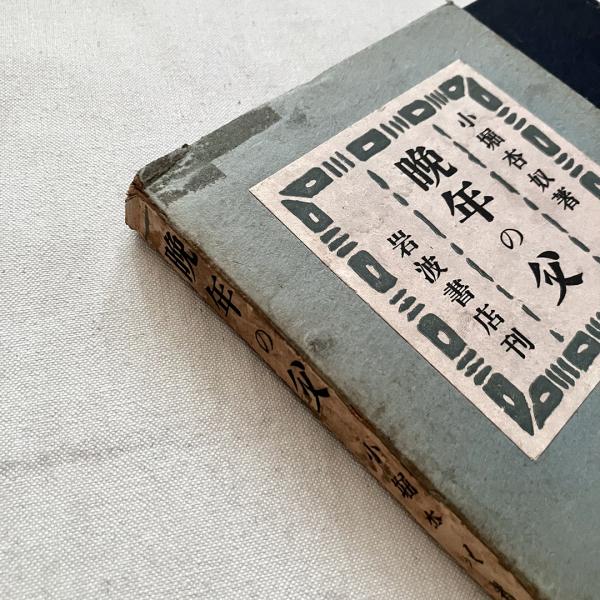 小堀杏奴著
晩年の父
岩波書店刊
晩年の父 小堀杏